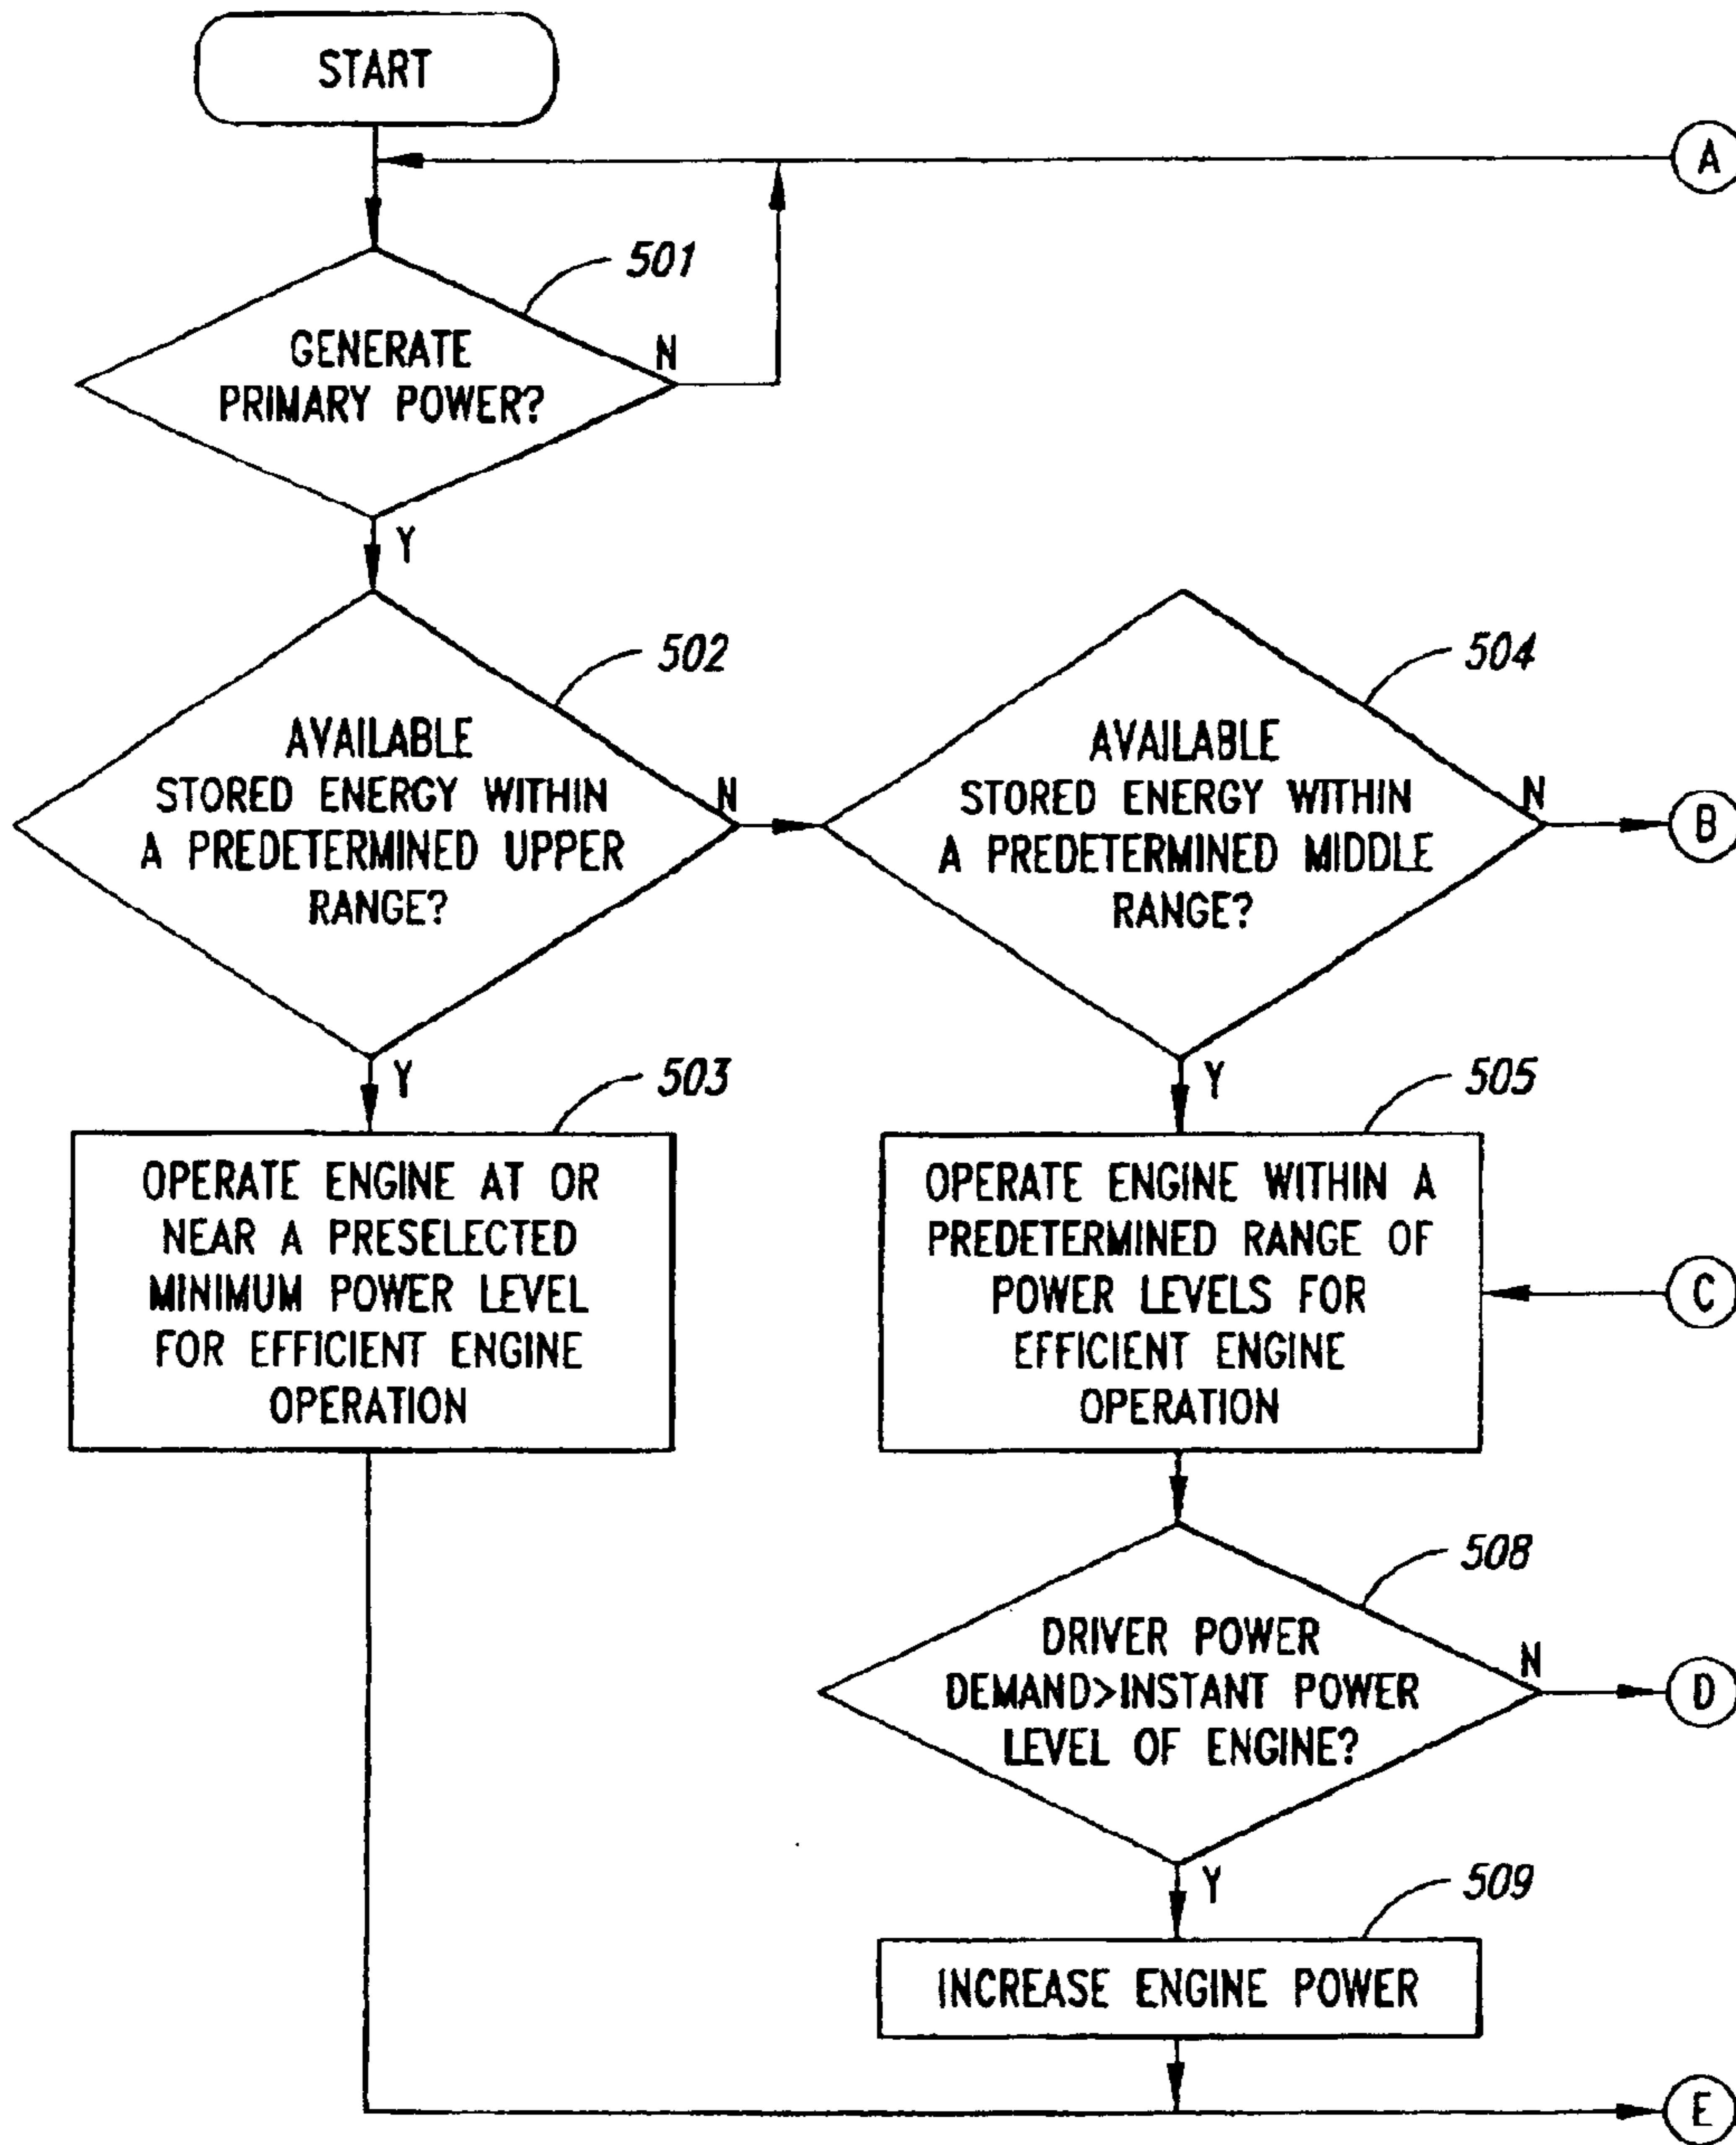 START
A
501
GENERATE
PRIMARY POWER?
N
Y
502
AVAILABLE
STORED ENERGY WITHIN
A PREDETERMINED UPPER
RANGE?
N
Y
504
AVAILABLE
STORED ENERGY WITHIN
A PREDETERMINED MIDDLE
RANGE?
N
B
Y
503
OPERATE ENGINE AT OR
NEAR A PRESELECTED
MINIMUM POWER LEVEL
FOR EFFICIENT ENGINE
OPERATION
505
OPERATE ENGINE WITHIN A
PREDETERMINED RANGE OF
POWER LEVELS FOR
EFFICIENT ENGINE
OPERATION
C
508
DRIVER POWER
DEMAND>INSTANT POWER
LEVEL OF ENGINE?
N
D
Y
509
INCREASE ENGINE POWER
E